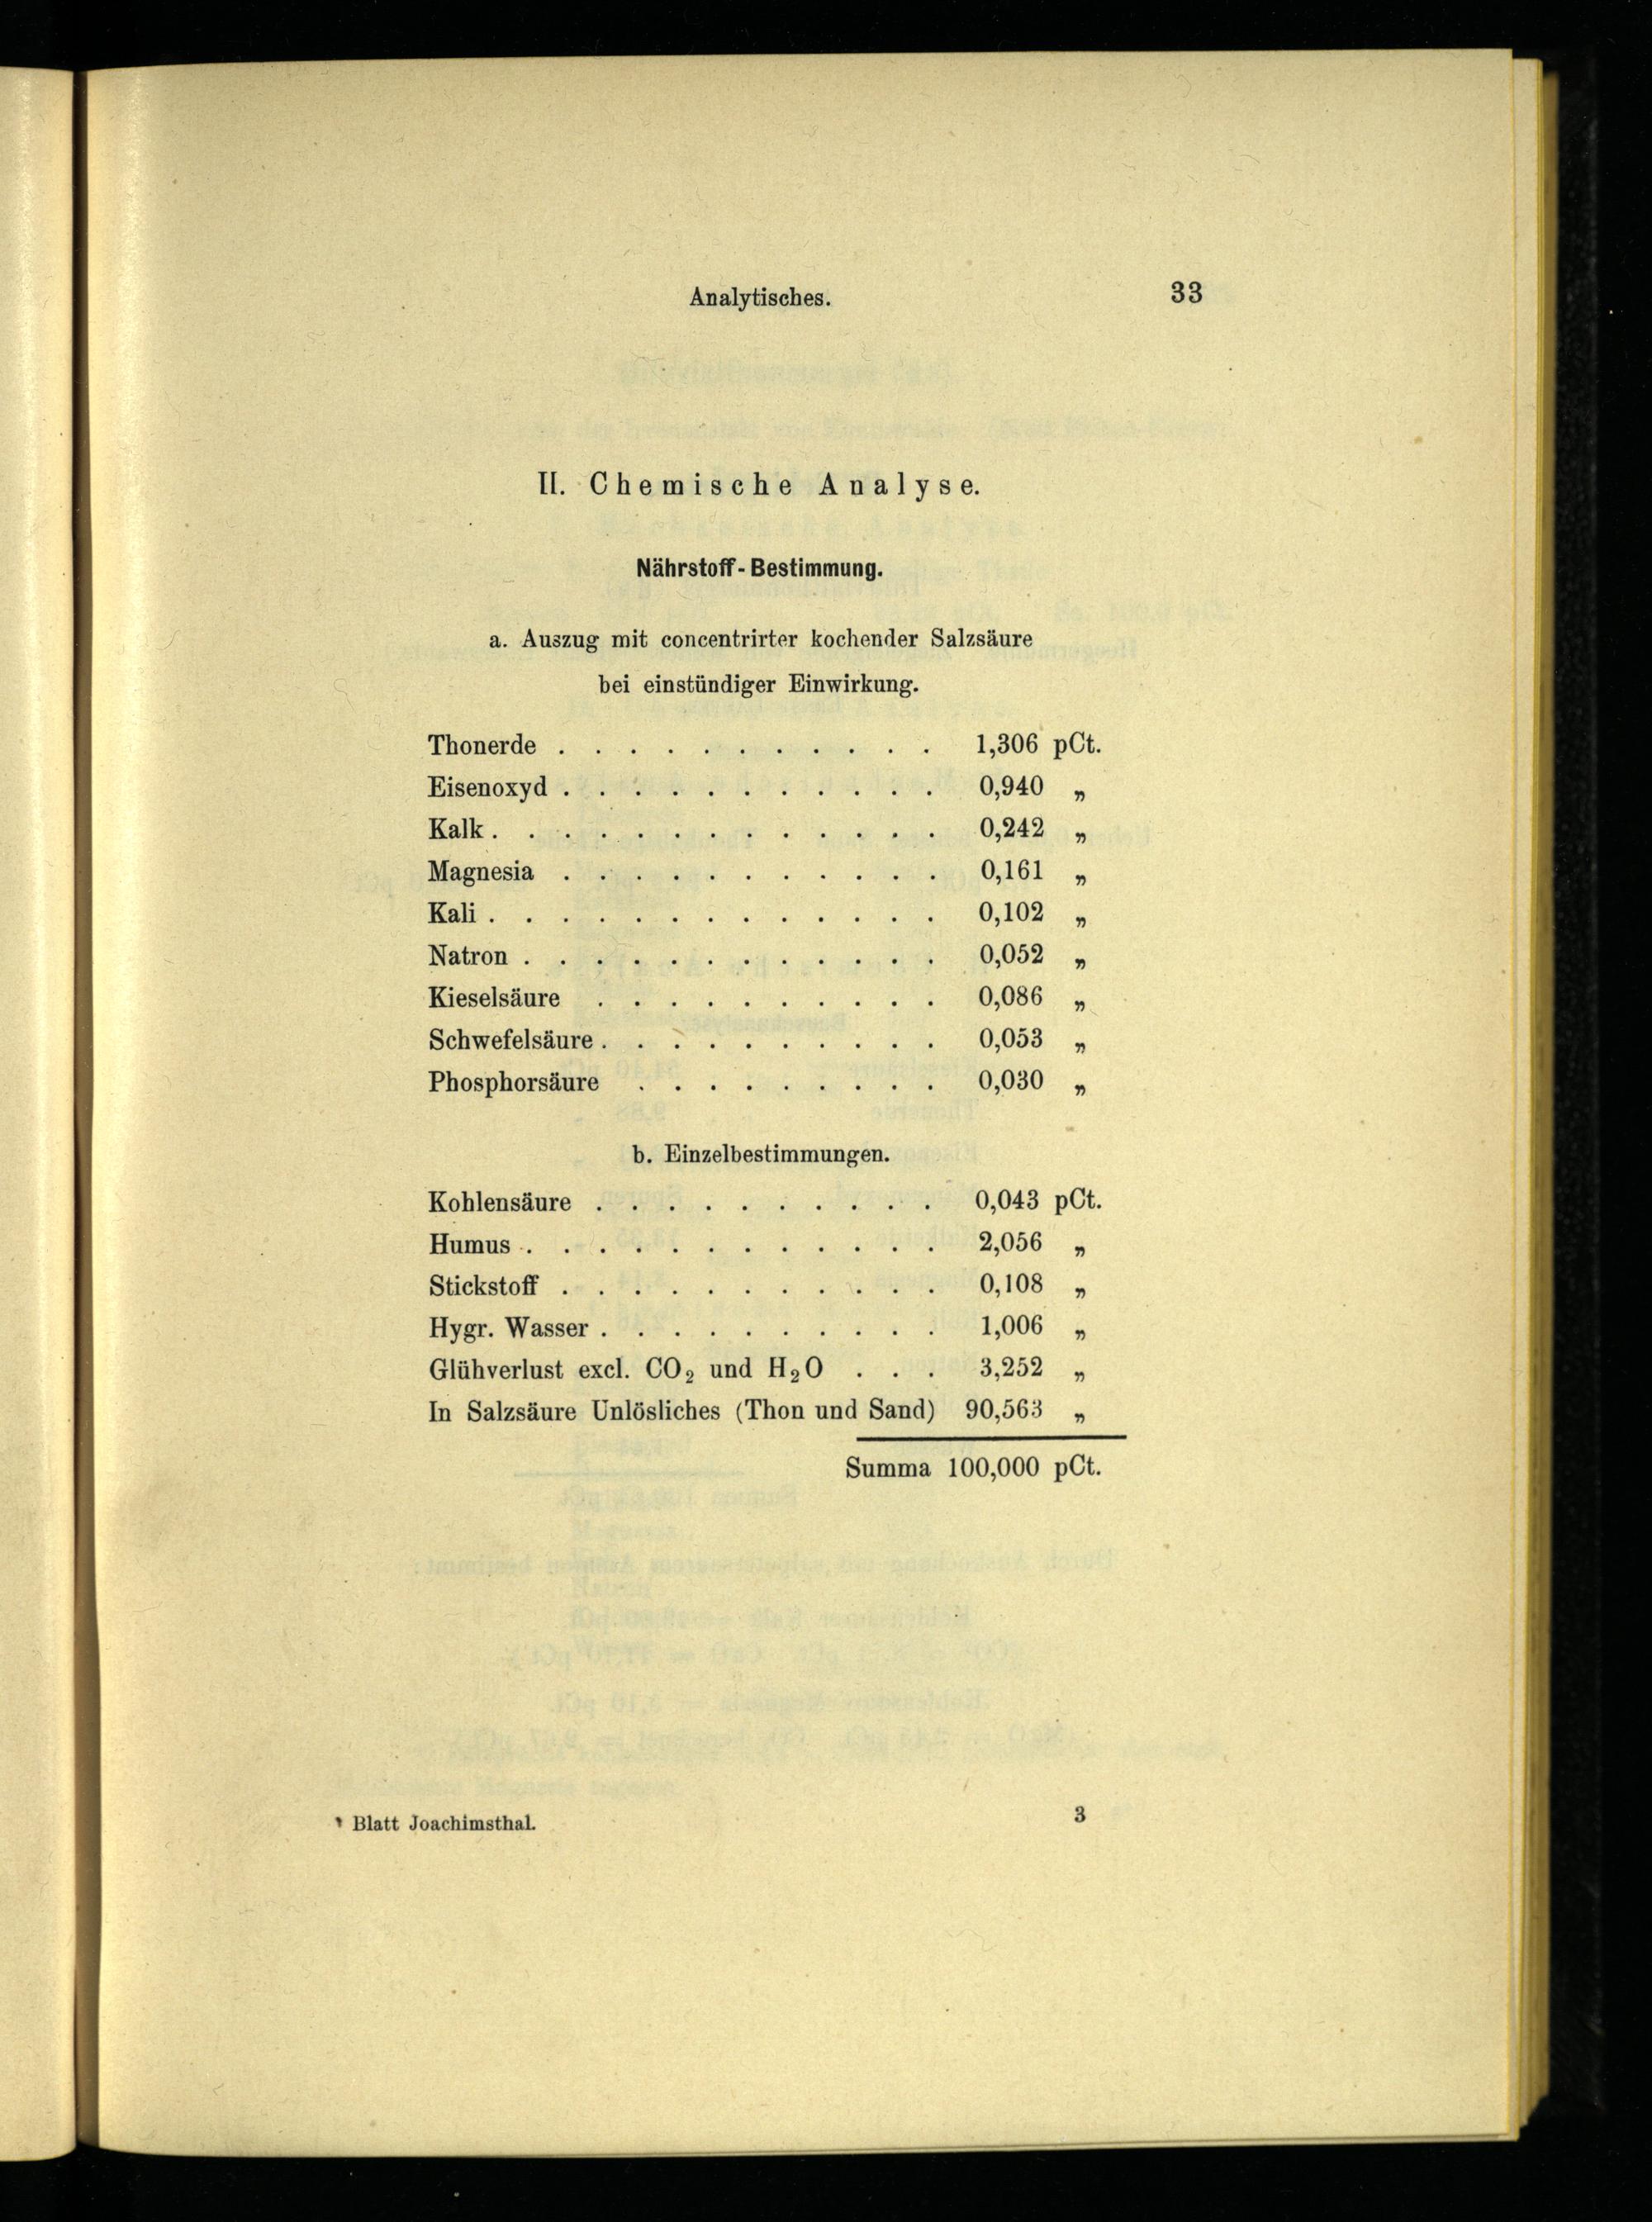 Analytisches. 33
II. Chemische Analyse.
Nährstoff-Bestimmung.
a. Auszug mit concentrirter kochender Salzsäure
bei einstündiger Einwirkung.
Thonerde . . . . . . . . . . . 1,306 pCt.
Eisenoxyd . . . . . . . . . . . 0,940 „
Kalk . . . . . . . . . . . . . 0,242 „
Magnesia . . . . . . . . . . . 0,161 „
Kali . . . . . . . . . . . . . 0,102 „
Natron . . . . . . . . . . . . 0,052 „
Kieselsäure . . . . . . . . . . 0,086 „
Schwefelsäure . . . . . . . . . . 0,053 „
Phosphorsäure . . . . . . . . . 0,030 „
b. Einzelbestimmungen.
Kohlensäure . . . . . . . . . . 0,043 pCt.
Humus . . . . . . . . . . . . 2,056 „
Stickstoff . . . . . . . . . . . 0,108 „
Hygr. Wasser . . . . . . . . . . 1,006 „
Glühverlust excl. CO₂ und H₂O . . . 3,252 „
In Salzsäure Unlösliches (Thon und Sand) 90,563 „
Summa 100,000 pCt.
Blatt Joachimsthal. 3